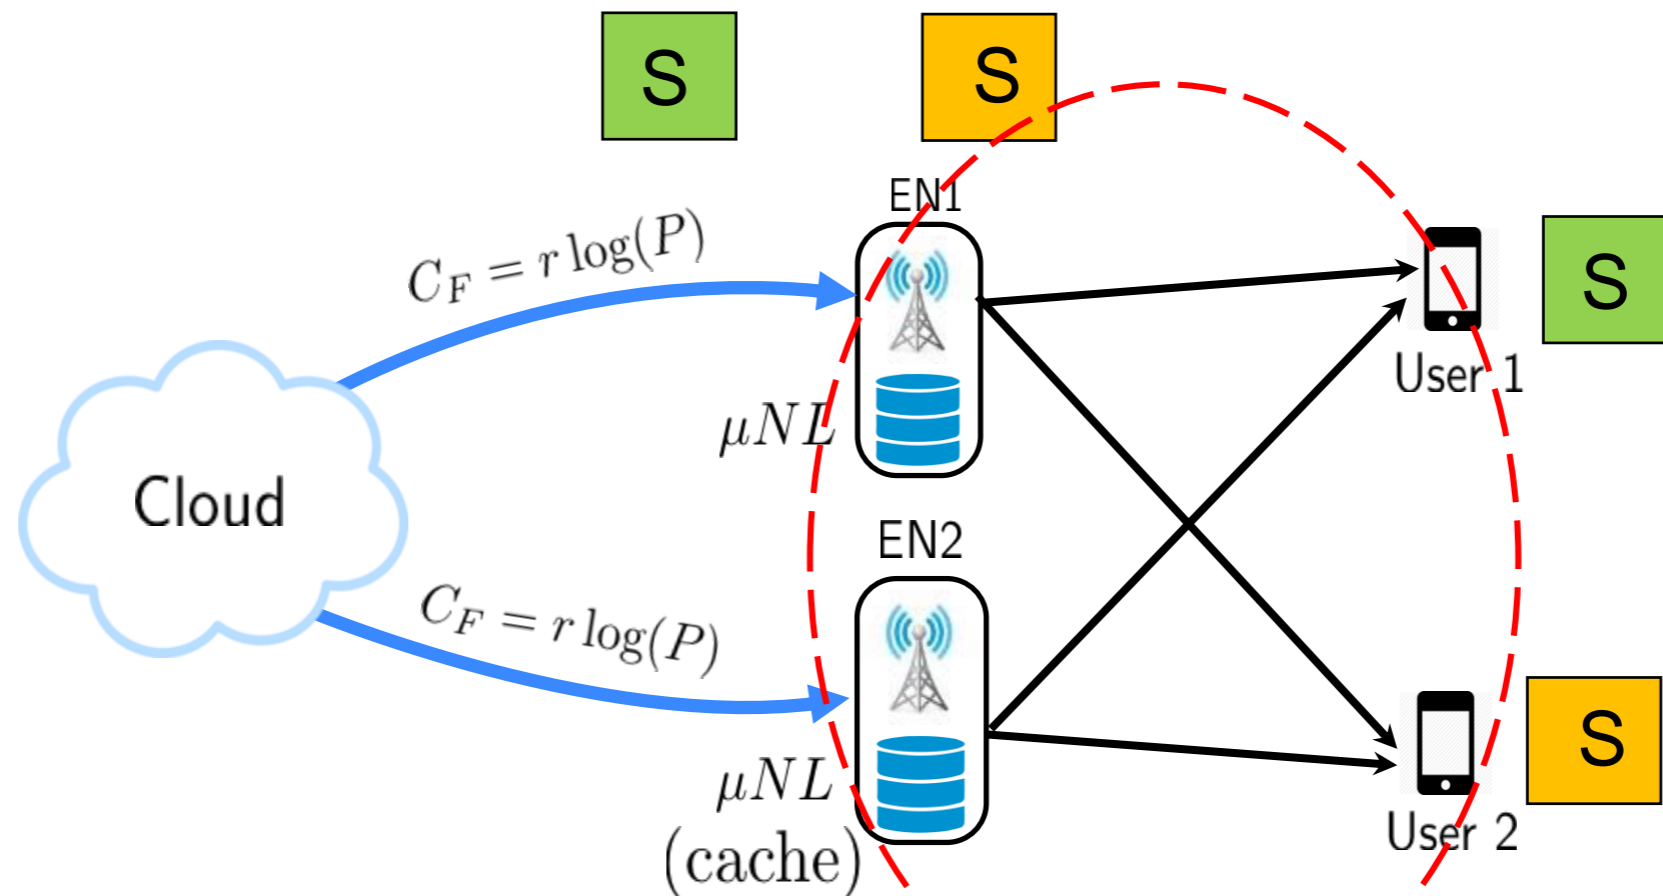 S
S
EN1
C_F = r log(P)
S
User 1
μNL
Cloud
EN2
C_F = r log(P)
S
μNL
(cache)
User 2